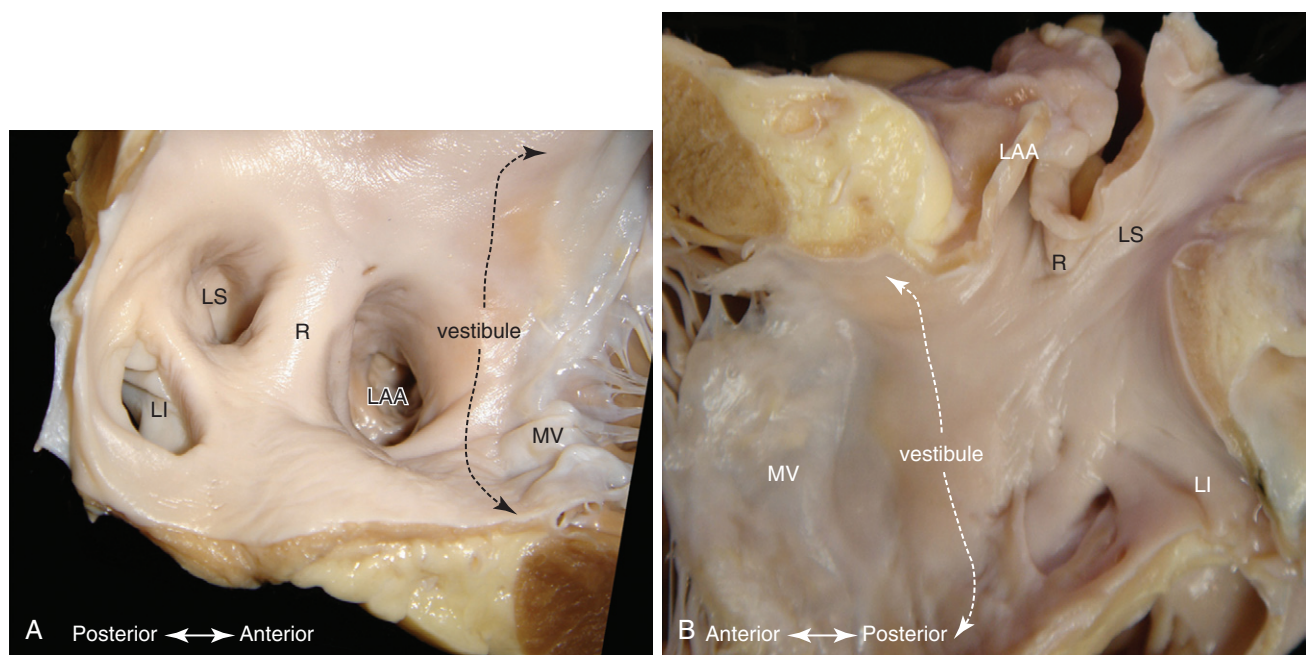 LS
R
vestibule
LI
LAA
MV
A
Posterior
Anterior
LAA
LS
R
vestibule
MV
LI
B
Anterior
Posterior